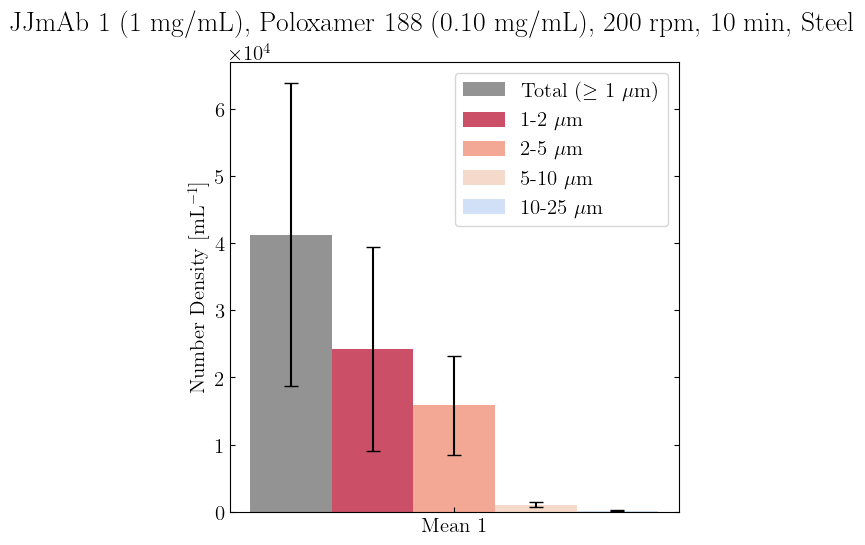 JJmAb 1 (1 mg/mL), Poloxamer 188 (0.10 mg/mL), 200 rpm, 10 min, Steel
×10⁴
Total (≥ 1 μm)
1-2 μm
2-5 μm
5-10 μm
10-25 μm
6
5
4
3
2
1
0
Number Density [mL⁻¹]
Mean 1